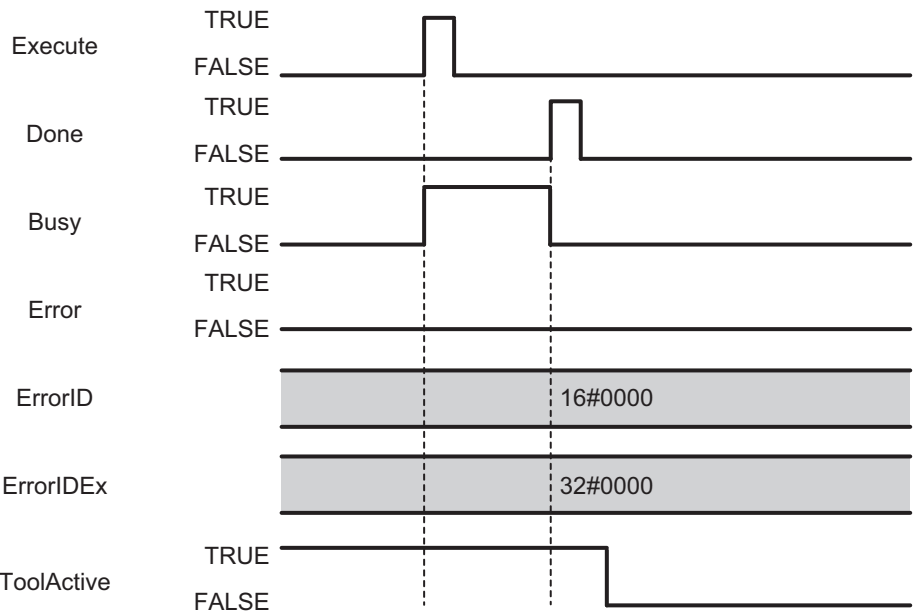 TRUE
Execute
FALSE
TRUE
Done
FALSE
TRUE
Busy
FALSE
TRUE
Error
FALSE
ErrorID 16#0000
ErrorIDEx 32#0000
TRUE
ToolActive
FALSE